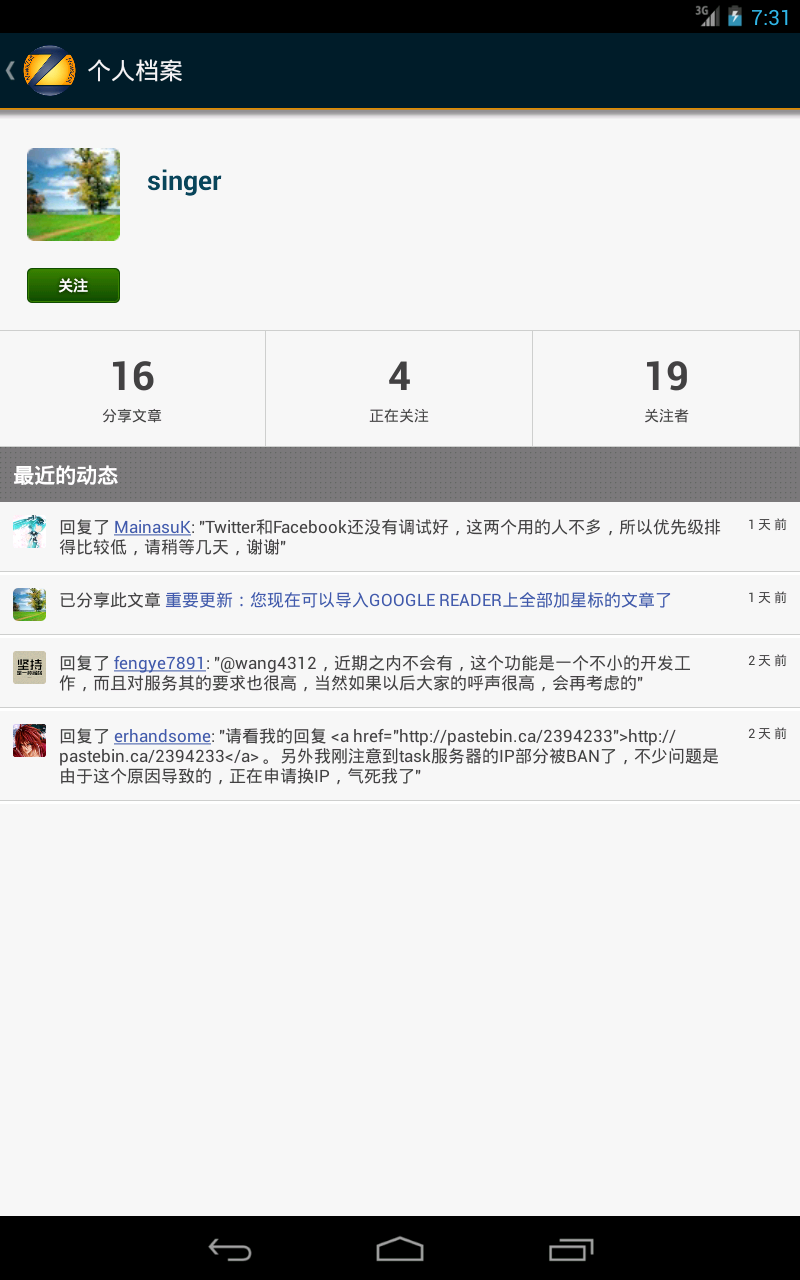 3G 7:31
个人档案
singer
关注
16 4 19
分享文章 正在关注 关注者
最近的动态
回复了 MainasuK: "Twitter和Facebook还没有调试好，这两个用的人不多，所以优先级排 1 天 前
得比较低，请稍等几天，谢谢"
已分享此文章 重要更新：您现在可以导入GOOGLE READER上全部加星标的文章了 1 天 前
坚持
回复了 fengye7891: "@wang4312，近期之内不会有，这个功能是一个不小的开发工 2 天 前
作，而且对服务其的要求也很高，当然如果以后大家的呼声很高，会再考虑的"
回复了 erhandsome: "请看我的回复 <a href="http://pastebin.ca/2394233">http:// 2 天 前
pastebin.ca/2394233</a> 。另外我刚注意到task服务器的IP部分被BAN了，不少问题是
由于这个原因导致的，正在申请换IP，气死我了"